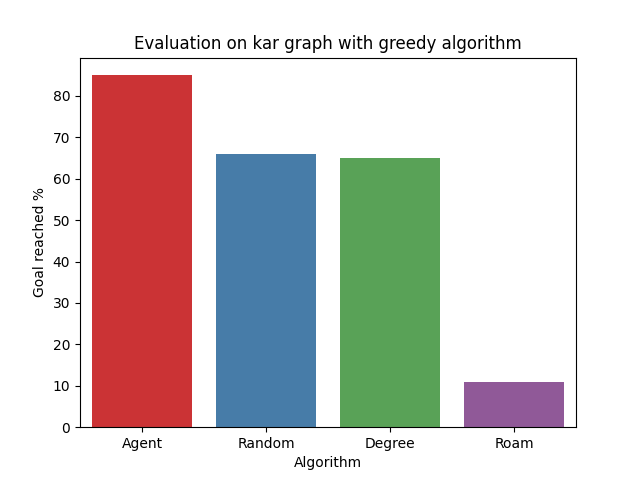 Evaluation on kar graph with greedy algorithm
Goal reached %
80
70
60
50
40
30
20
10
0
Agent Random Degree Roam
Algorithm